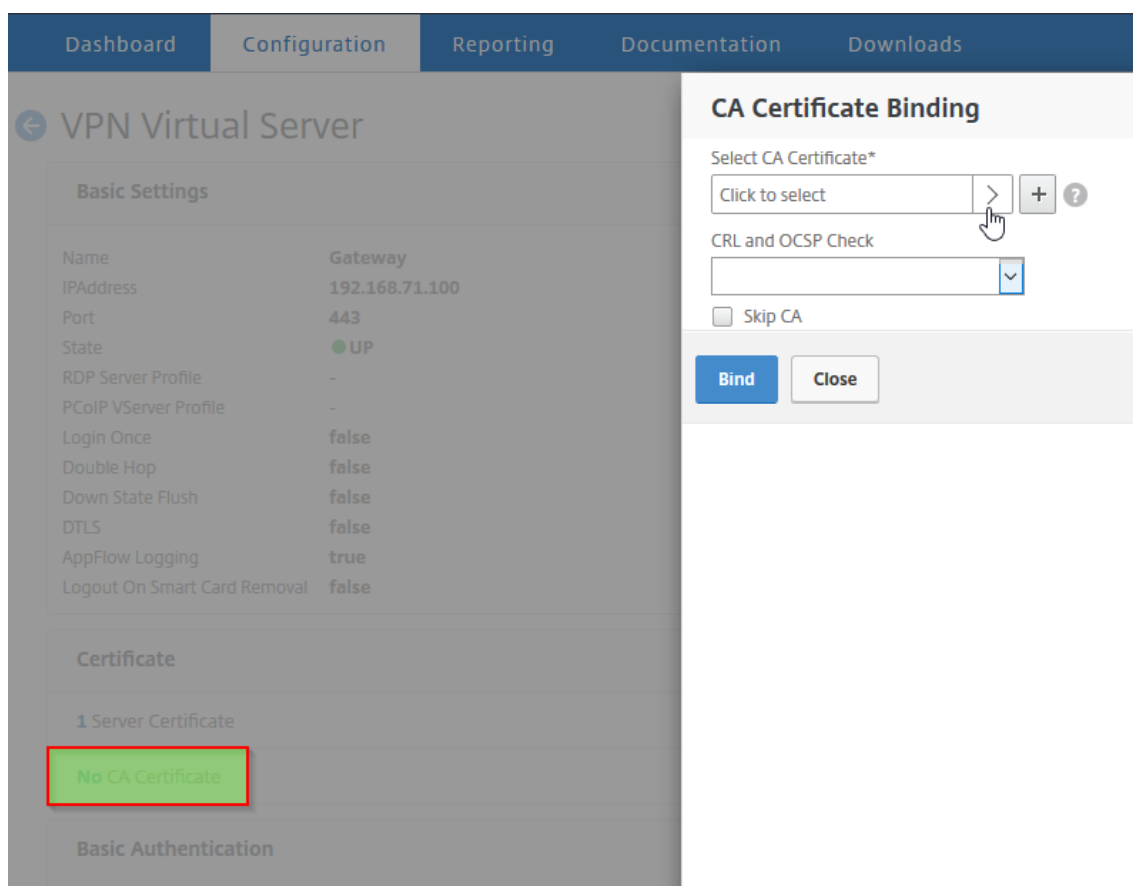 Dashboard Configuration Reporting Documentation Downloads
VPN Virtual Server
Basic Settings
Name Gateway
IPAddress 192.168.71.100
Port 443
State UP
RDP Server Profile -
PCoIP VServer Profile -
Login Once false
Double Hop false
Down State Flush false
DTLS false
AppFlow Logging true
Logout On Smart Card Removal false
Certificate
1 Server Certificate
No CA Certificate
Basic Authentication
CA Certificate Binding
Select CA Certificate*
Click to select > + ?
CRL and OCSP Check
Skip CA
Bind Close